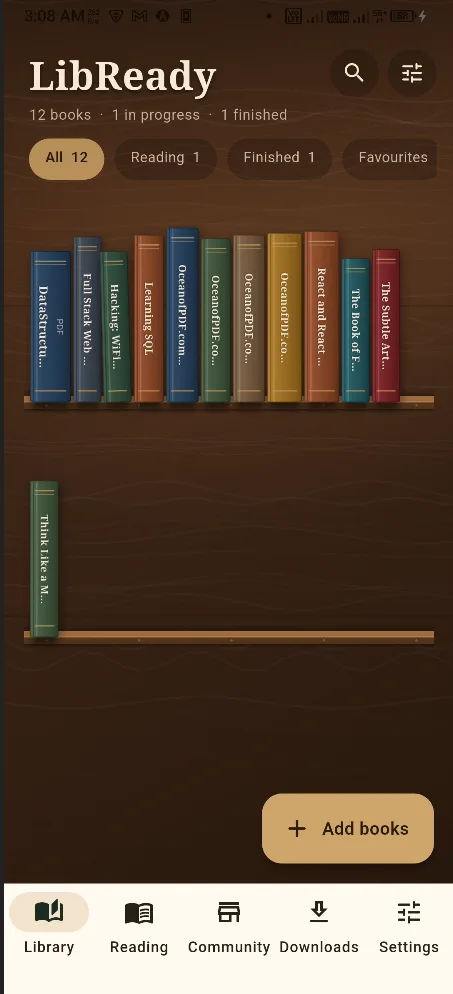 3:08 AM
LibReady
12 books · 1 in progress · 1 finished
All 12
Reading 1
Finished 1
Favourites
DataStructu...
PDF
Full Stack Web ...
Hacking: WiFi...
Learning SQL
OceanofPDF.com...
OceanofPDF.co...
OceanofPDF.co...
OceanofPDF.co...
React and React ...
The Book of F...
The Subtle Art...
Think Like a M...
+ Add books
Library
Reading
Community
Downloads
Settings